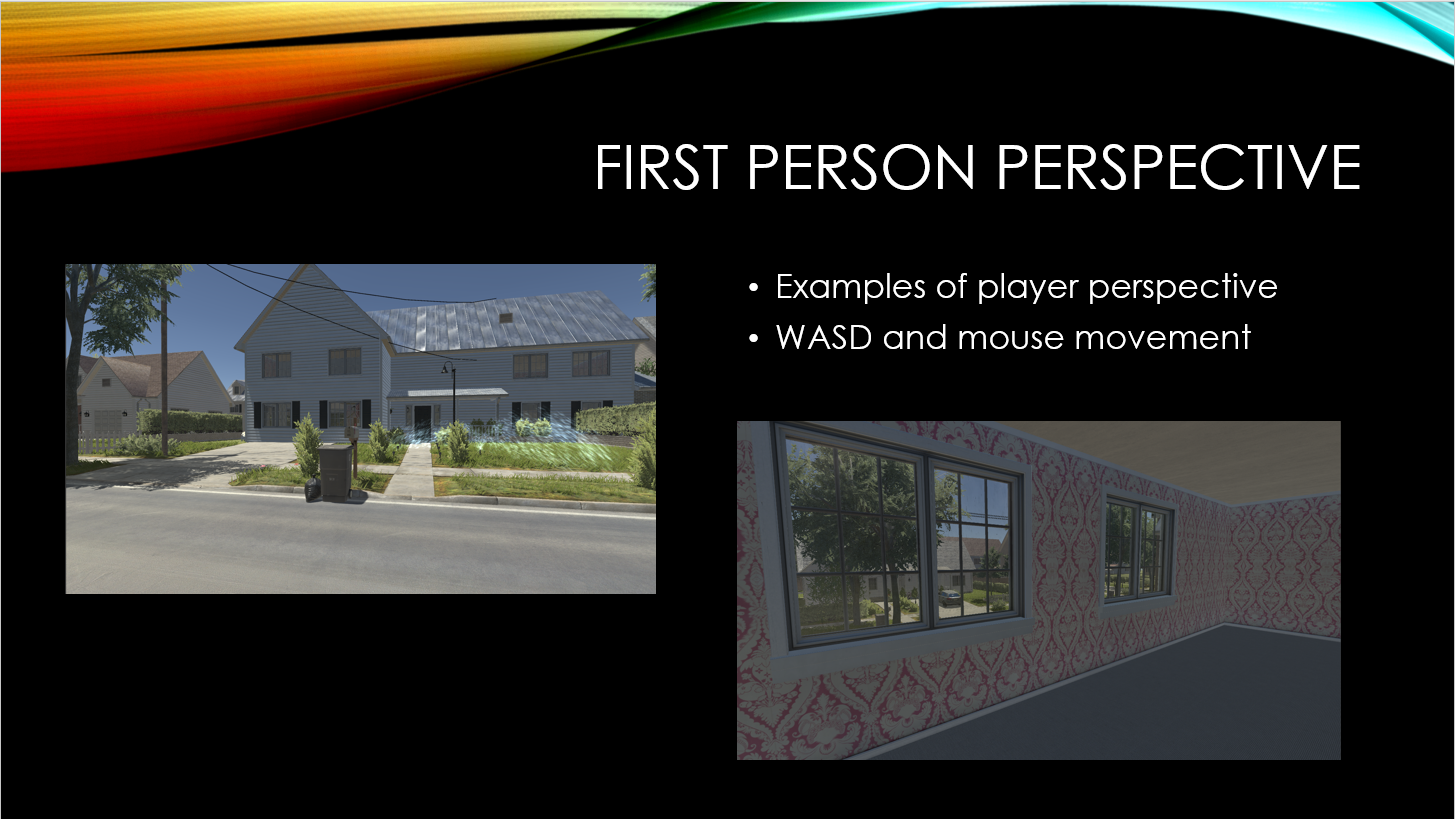 FIRST PERSON PERSPECTIVE
• Examples of player perspective
• WASD and mouse movement